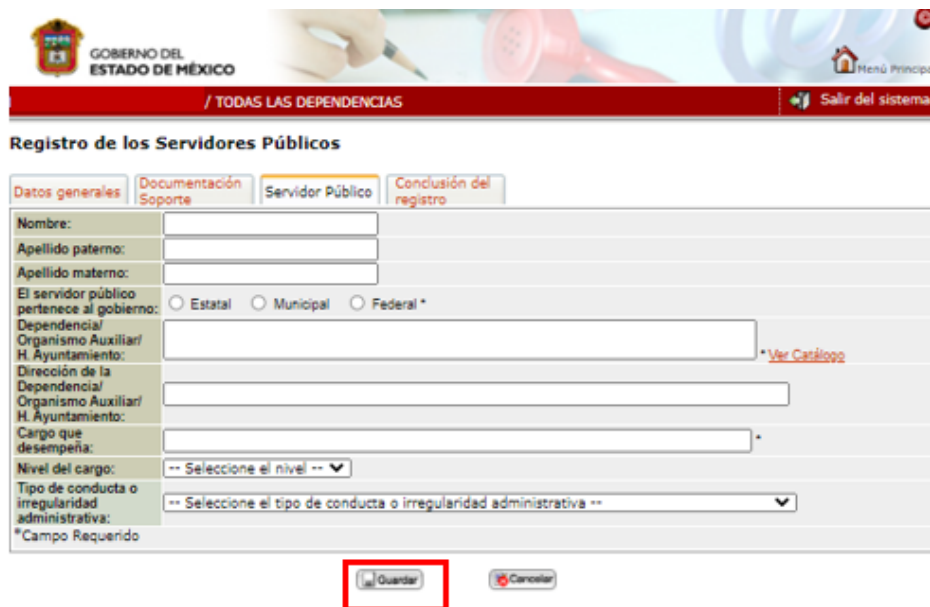 GOBIERNO DEL
ESTADO DE MÉXICO
Menú Principa
/ TODAS LAS DEPENDENCIAS
Salir del sistema
Registro de los Servidores Públicos
Datos generales
Documentación
Soporte
Servidor Público
Conclusión del
registro
Nombre:
Apellido paterno:
Apellido materno:
El servidor público
pertenece al gobierno:
Estatal Municipal Federal *
Dependencia/
Organismo Auxiliar/
H. Ayuntamiento:
* Ver Catálogo
Dirección de la
Dependencia/
Organismo Auxiliar/
H. Ayuntamiento:
Cargo que
desempeña:
*
Nivel del cargo:
-- Seleccione el nivel --
Tipo de conducta o
irregularidad
administrativa:
-- Seleccione el tipo de conducta o irregularidad administrativa --
*Campo Requerido
Guardar
Cancelar